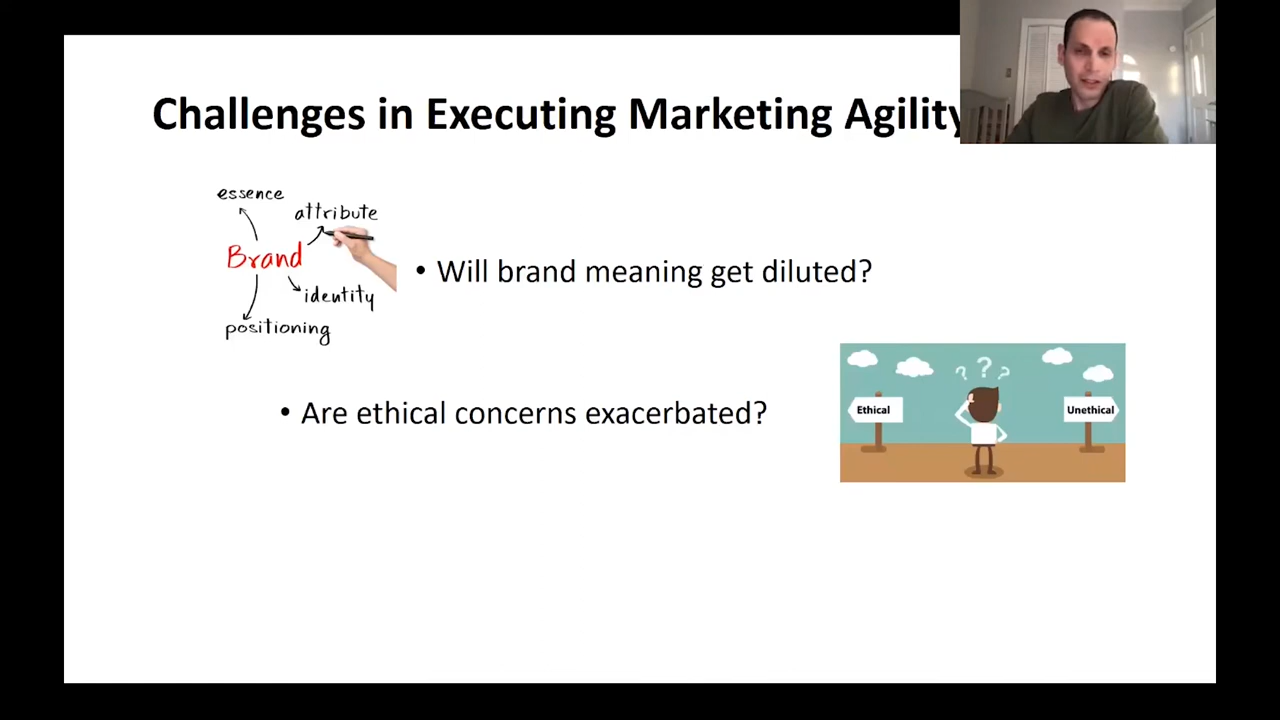 Challenges in Executing Marketing Agility
essence
attribute
Brand
identity
positioning
• Will brand meaning get diluted?
• Are ethical concerns exacerbated?
? ? ?
Ethical
Unethical